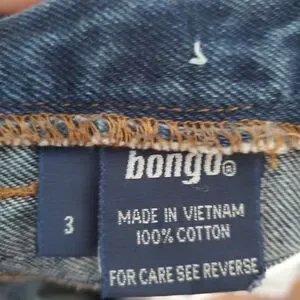 bongo®
3
MADE IN VIETNAM
100% COTTON
FOR CARE SEE REVERSE